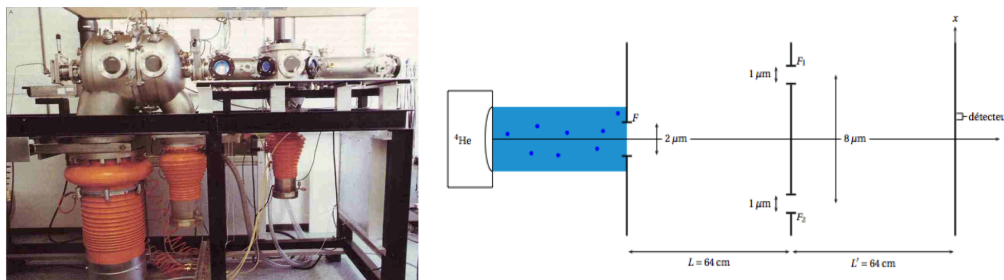 A
x
F₁
1 μm
⁴He
F
2 μm
8 μm
détecteu
1 μm
F₂
L = 64 cm
L′ = 64 cm